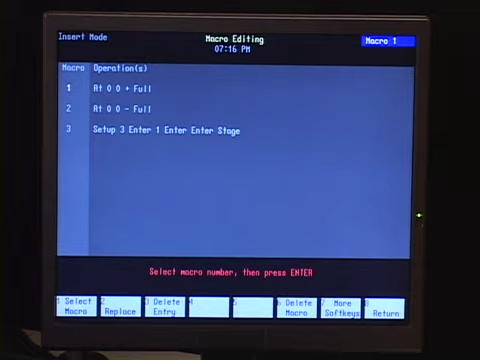 Insert Mode
Macro Editing
Macro 1
07:16 PM
Macro Operation(s)
1 At 0 0 + Full
2 At 0 0 - Full
3 Setup 3 Enter 1 Enter Enter Stage
Select macro number, then press ENTER
1 Select Macro
2 Replace
3 Delete Entry
4
5
6 Delete Macro
7 More Softkeys
8 Return